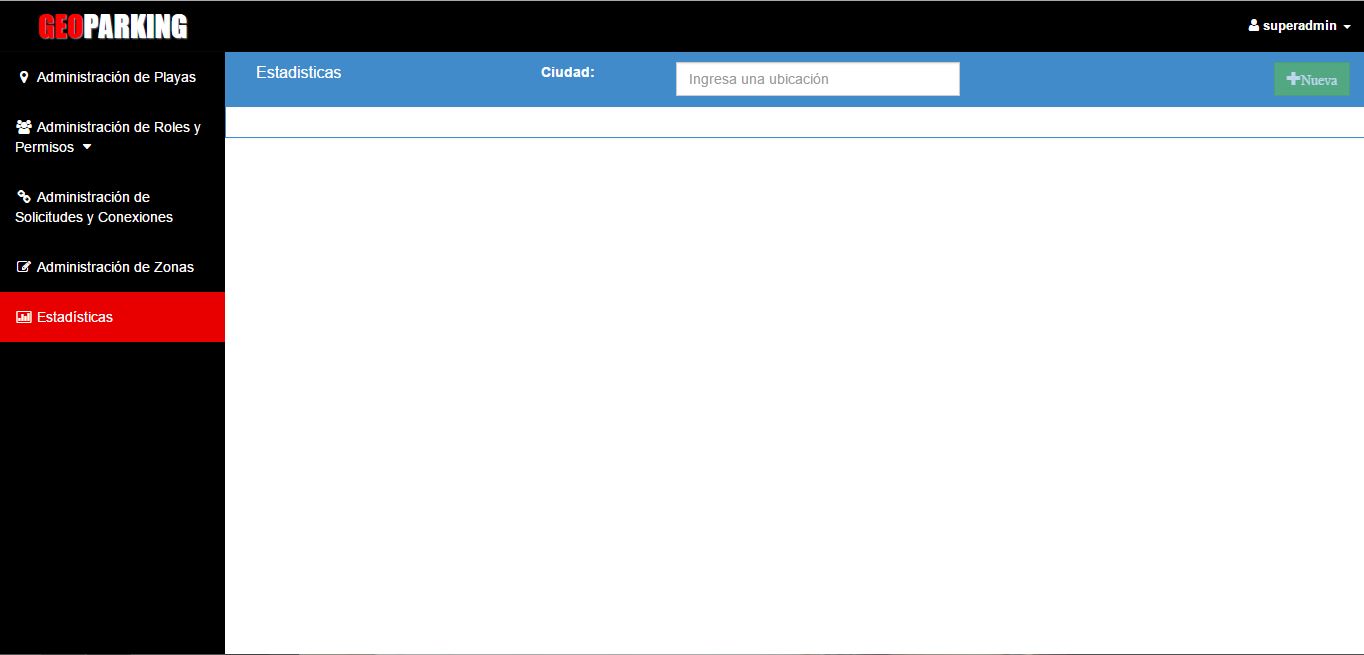 GEOPARKING
superadmin
Administración de Playas
Administración de Roles y
Permisos
Administración de
Solicitudes y Conexiones
Administración de Zonas
Estadísticas
Estadisticas
Ciudad:
Ingresa una ubicación
Nueva